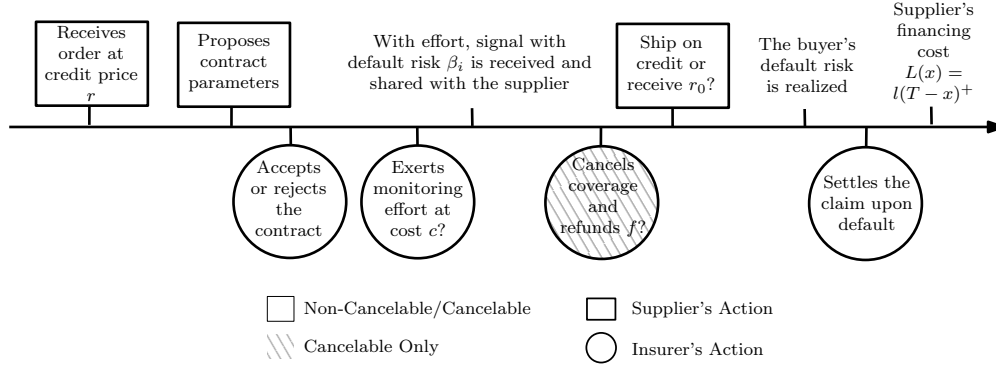 Receives
order at
credit price
r
Proposes
contract
parameters
With effort, signal with
default risk βi is received and
shared with the supplier
Ship on
credit or
receive r0?
The buyer's
default risk
is realized
Supplier's
financing
cost
L(x) =
l(T − x)+
Accepts
or rejects
the
contract
Exerts
monitoring
effort at
cost c?
Cancels
coverage
and
refunds f?
Settles the
claim upon
default
Non-Cancelable/Cancelable
Supplier's Action
Cancelable Only
Insurer's Action